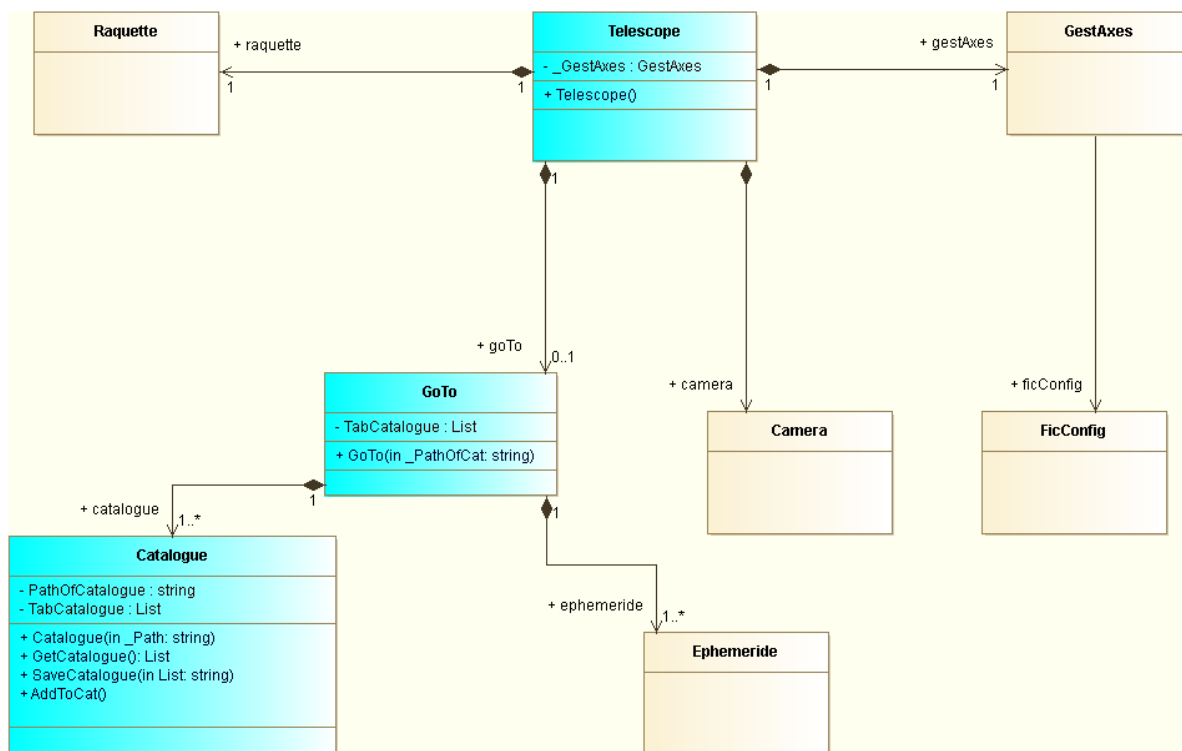 Raquette
+ raquette
1
1
Telescope
- _GestAxes : GestAxes
+ Telescope()
1
+ gestAxes
1
GestAxes
1
+ goTo
0..1
+ camera
+ ficConfig
GoTo
- TabCatalogue : List
+ GoTo(in _PathOfCat: string)
Camera
FicConfig
1
+ catalogue
1..*
1
+ ephemeride
1..*
Catalogue
- PathOfCatalogue : string
- TabCatalogue : List
+ Catalogue(in _Path: string)
+ GetCatalogue(): List
+ SaveCatalogue(in List: string)
+ AddToCat()
Ephemeride